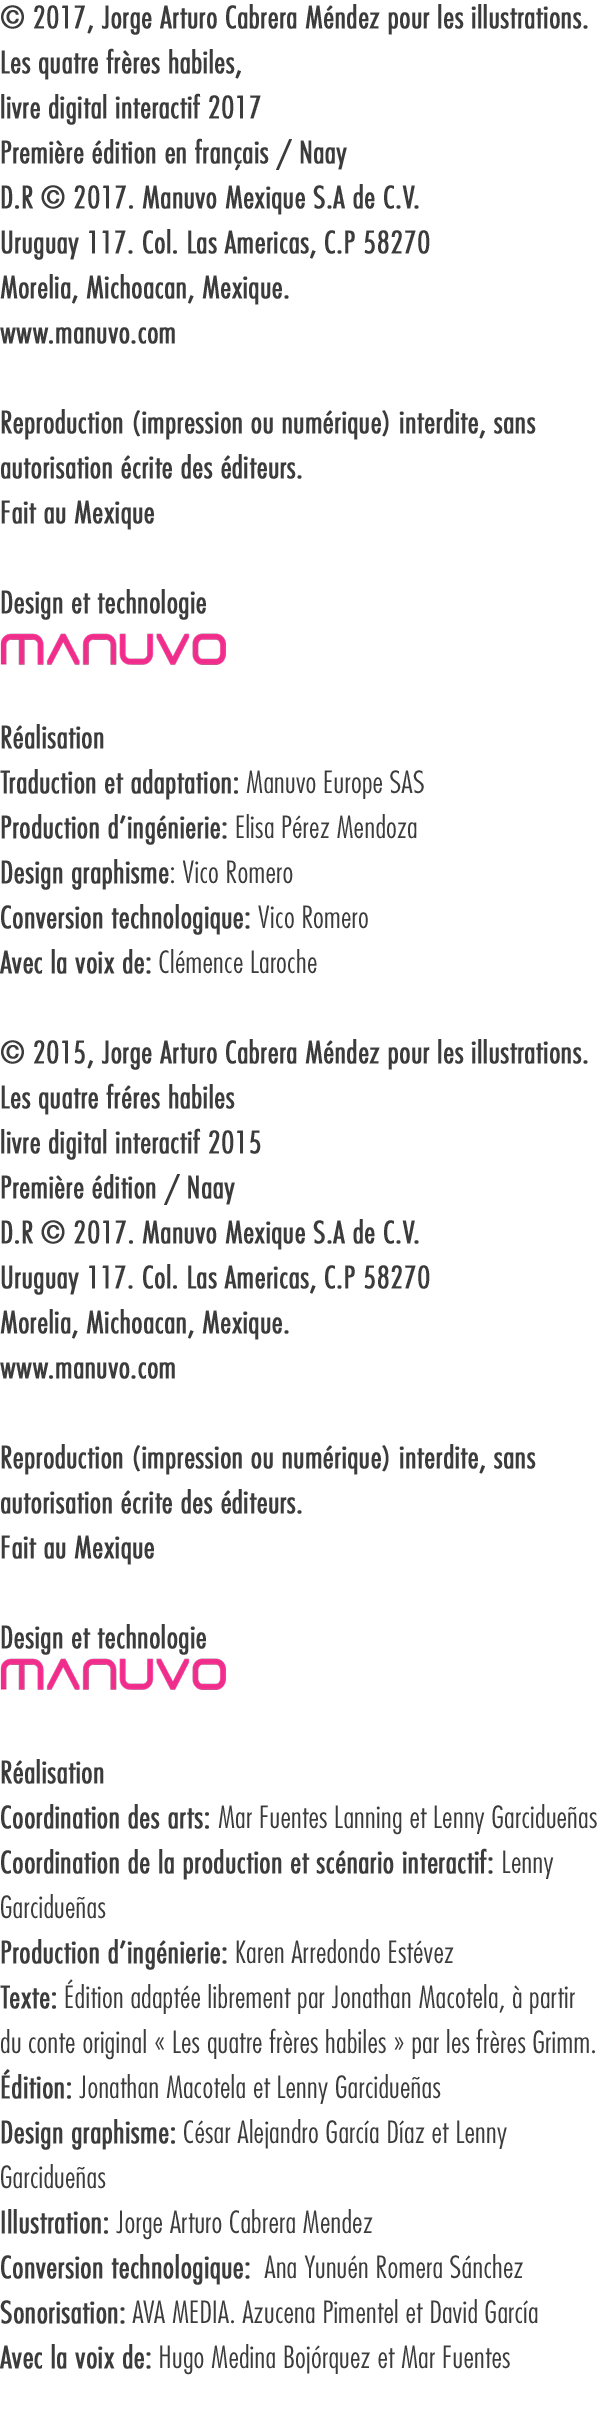 © 2017, Jorge Arturo Cabrera Méndez pour les illustrations.
Les quatre frères habiles,
livre digital interactif 2017
Première édition en français / Naay
D.R © 2017. Manuvo Mexique S.A de C.V.
Uruguay 117. Col. Las Americas, C.P 58270
Morelia, Michoacan, Mexique.
www.manuvo.com
Reproduction (impression ou numérique) interdite, sans
autorisation écrite des éditeurs.
Fait au Mexique
Design et technologie
MANUVO
Réalisation
Traduction et adaptation: Manuvo Europe SAS
Production d’ingénierie: Elisa Pérez Mendoza
Design graphisme: Vico Romero
Conversion technologique: Vico Romero
Avec la voix de: Clémence Laroche
© 2015, Jorge Arturo Cabrera Méndez pour les illustrations.
Les quatre fréres habiles
livre digital interactif 2015
Première édition / Naay
D.R © 2017. Manuvo Mexique S.A de C.V.
Uruguay 117. Col. Las Americas, C.P 58270
Morelia, Michoacan, Mexique.
www.manuvo.com
Reproduction (impression ou numérique) interdite, sans
autorisation écrite des éditeurs.
Fait au Mexique
Design et technologie
MANUVO
Réalisation
Coordination des arts: Mar Fuentes Lanning et Lenny Garcidueñas
Coordination de la production et scénario interactif: Lenny
Garcidueñas
Production d’ingénierie: Karen Arredondo Estévez
Texte: Édition adaptée librement par Jonathan Macotela, à partir
du conte original « Les quatre frères habiles » par les frères Grimm.
Édition: Jonathan Macotela et Lenny Garcidueñas
Design graphisme: César Alejandro García Díaz et Lenny
Garcidueñas
Illustration: Jorge Arturo Cabrera Mendez
Conversion technologique: Ana Yunuén Romera Sánchez
Sonorisation: AVA MEDIA. Azucena Pimentel et David García
Avec la voix de: Hugo Medina Bojórquez et Mar Fuentes